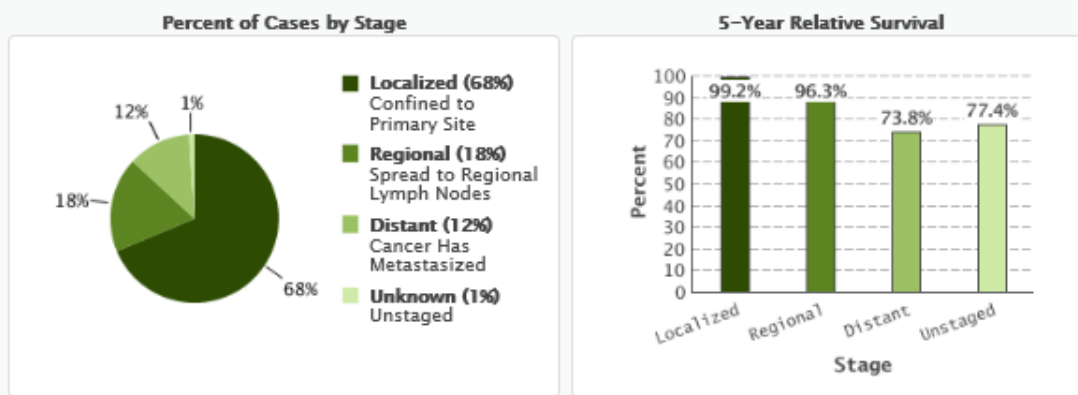 Percent of Cases by Stage
12%
1%
18%
68%
Localized (68%)
Confined to
Primary Site
Regional (18%)
Spread to Regional
Lymph Nodes
Distant (12%)
Cancer Has
Metastasized
Unknown (1%)
Unstaged
5-Year Relative Survival
Percent
100
90
80
70
60
50
40
30
20
10
0
99.2%
96.3%
73.8%
77.4%
Localized
Regional
Distant
Unstaged
Stage